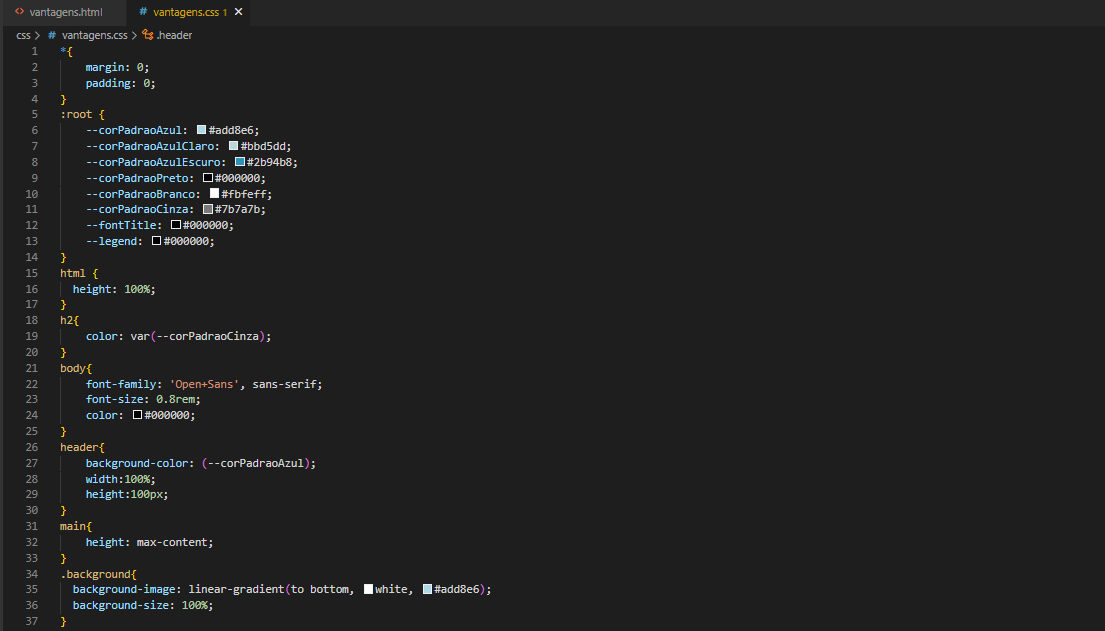 <> vantagens.html # vantagens.css 1 ×
css > # vantagens.css > .header
1 *{
2 margin: 0;
3 padding: 0;
4 }
5 :root {
6 --corPadraoAzul: #add8e6;
7 --corPadraoAzulClaro: #bbd5dd;
8 --corPadraoAzulEscuro: #2b94b8;
9 --corPadraoPreto: #000000;
10 --corPadraoBranco: #fbfeff;
11 --corPadraoCinza: #7b7a7b;
12 --fontTitle: #000000;
13 --legend: #000000;
14 }
15 html {
16 height: 100%;
17 }
18 h2{
19 color: var(--corPadraoCinza);
20 }
21 body{
22 font-family: 'Open+Sans', sans-serif;
23 font-size: 0.8rem;
24 color: #000000;
25 }
26 header{
27 background-color: (--corPadraoAzul);
28 width:100%;
29 height:100px;
30 }
31 main{
32 height: max-content;
33 }
34 .background{
35 background-image: linear-gradient(to bottom, white, #add8e6);
36 background-size: 100%;
37 }